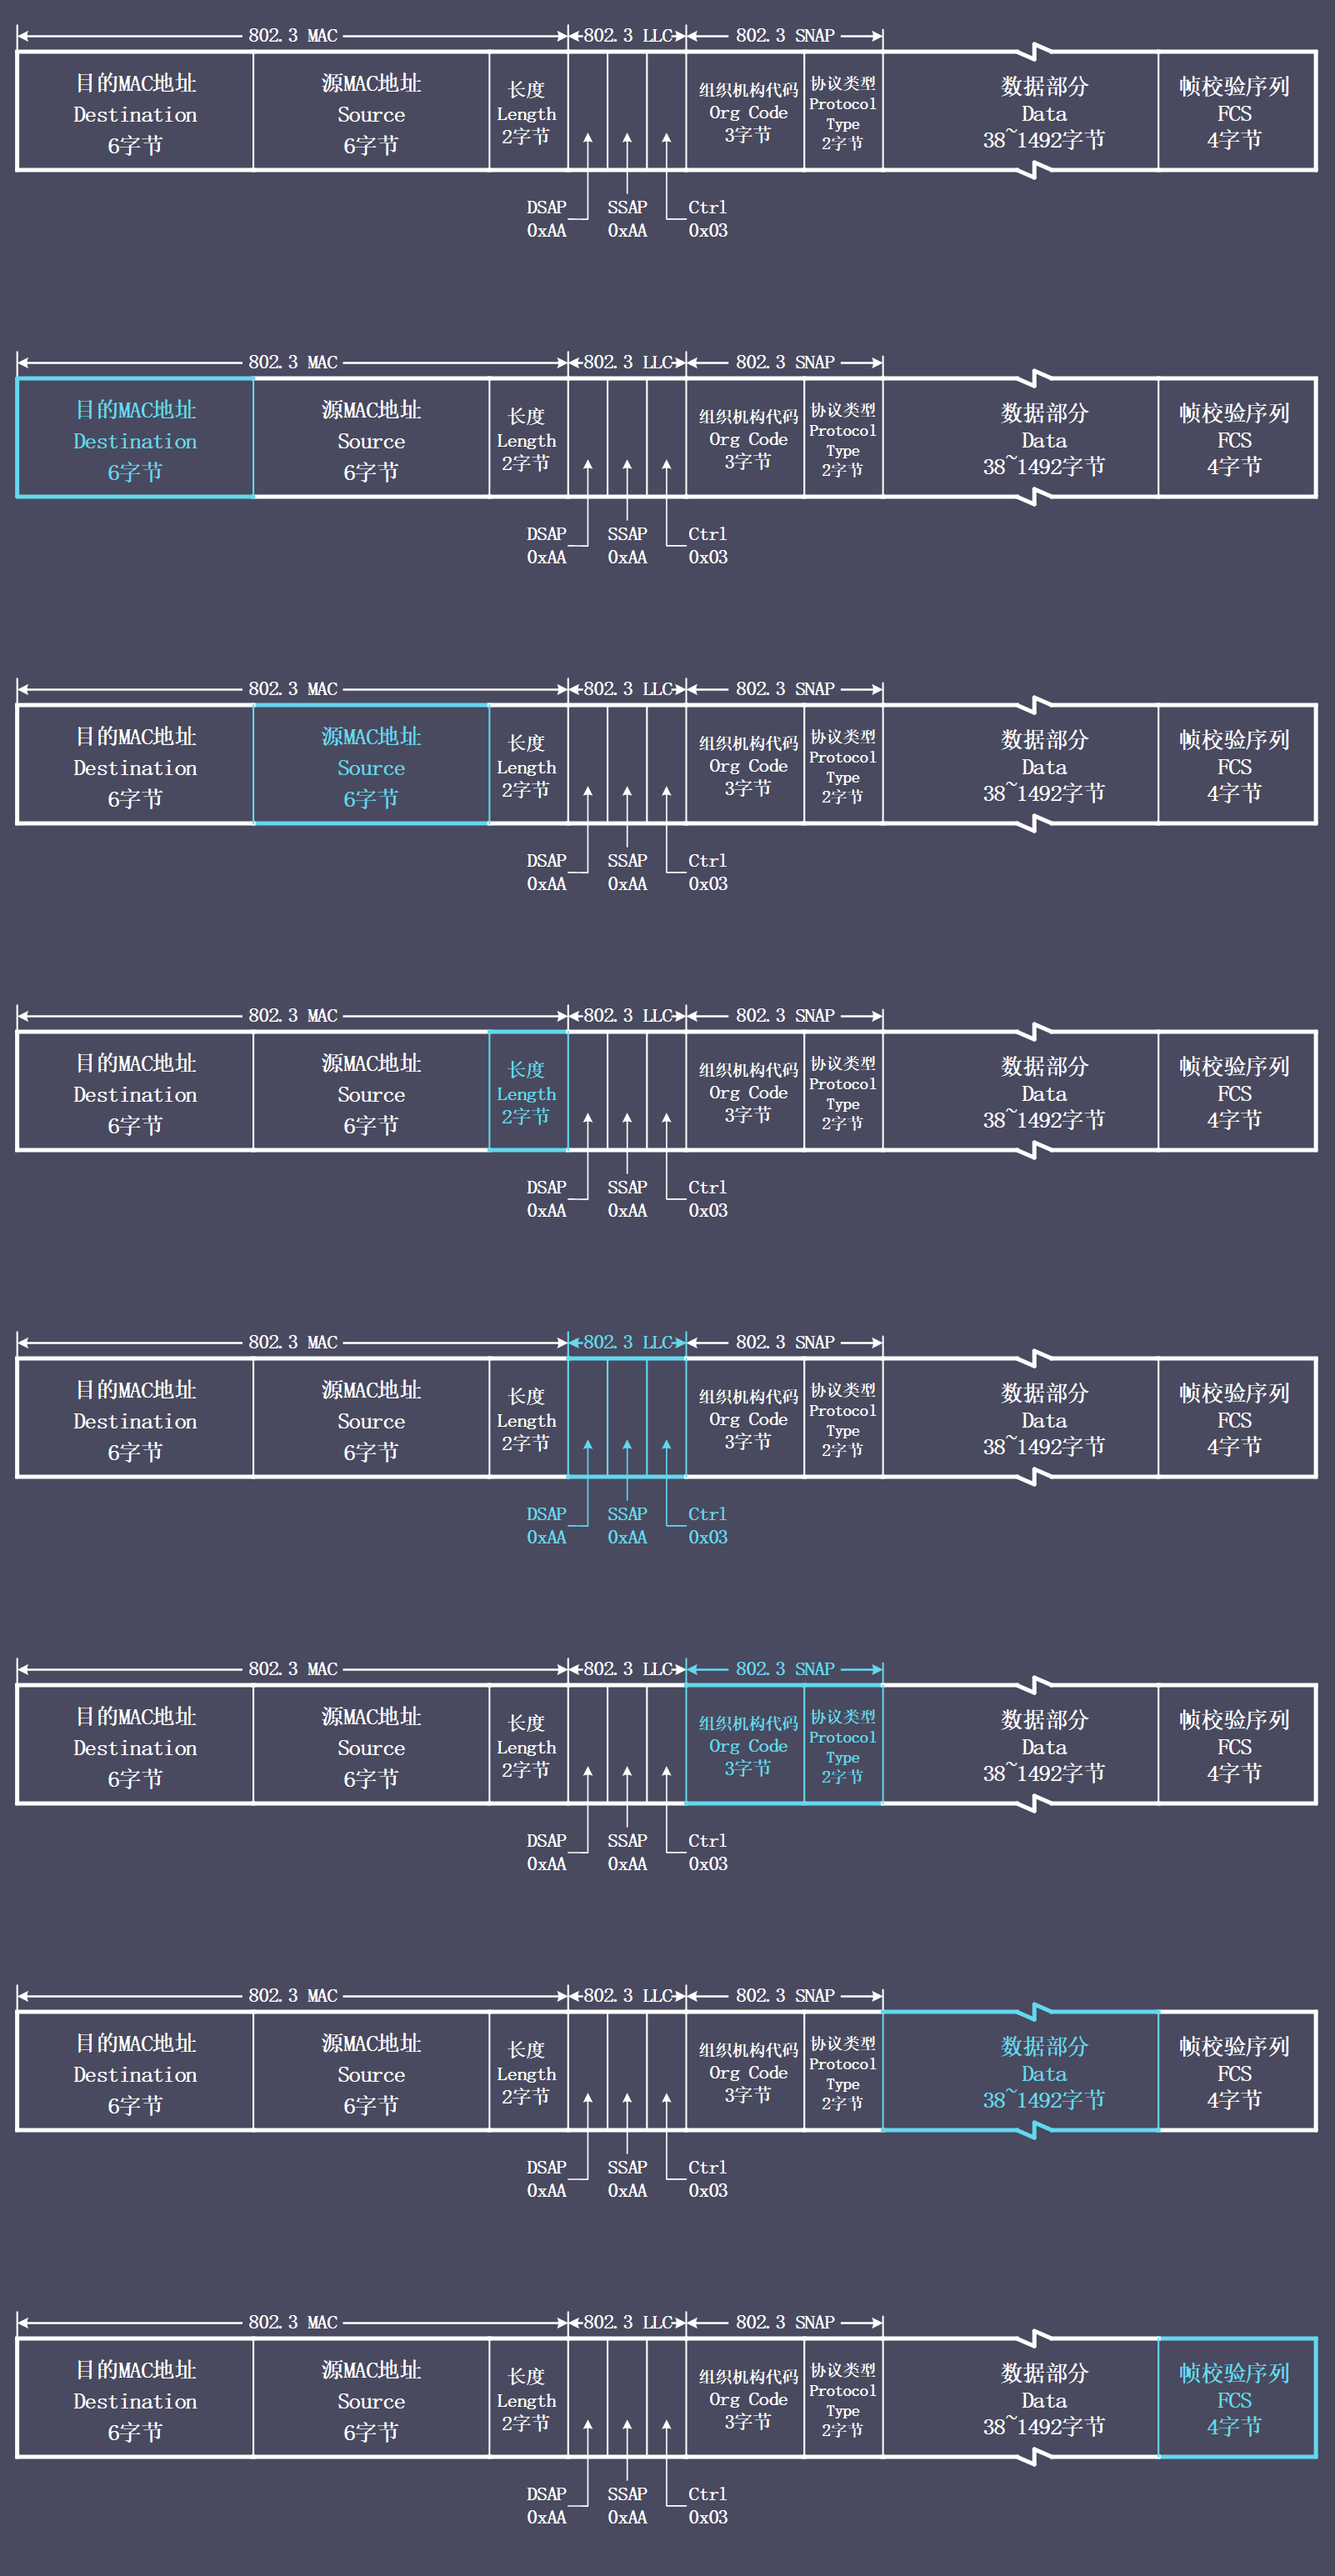 802.3 MAC 802.3 LLC 802.3 SNAP
目的MAC地址 源MAC地址 长度 组织机构代码 协议类型 数据部分 帧校验序列
Destination Source Length Org Code Protocol Type Data FCS
6字节 6字节 2字节 3字节 2字节 38~1492字节 4字节
DSAP SSAP Ctrl
0xAA 0xAA 0x03
802.3 MAC 802.3 LLC 802.3 SNAP
目的MAC地址 源MAC地址 长度 组织机构代码 协议类型 数据部分 帧校验序列
Destination Source Length Org Code Protocol Type Data FCS
6字节 6字节 2字节 3字节 2字节 38~1492字节 4字节
DSAP SSAP Ctrl
0xAA 0xAA 0x03
802.3 MAC 802.3 LLC 802.3 SNAP
目的MAC地址 源MAC地址 长度 组织机构代码 协议类型 数据部分 帧校验序列
Destination Source Length Org Code Protocol Type Data FCS
6字节 6字节 2字节 3字节 2字节 38~1492字节 4字节
DSAP SSAP Ctrl
0xAA 0xAA 0x03
802.3 MAC 802.3 LLC 802.3 SNAP
目的MAC地址 源MAC地址 长度 组织机构代码 协议类型 数据部分 帧校验序列
Destination Source Length Org Code Protocol Type Data FCS
6字节 6字节 2字节 3字节 2字节 38~1492字节 4字节
DSAP SSAP Ctrl
0xAA 0xAA 0x03
802.3 MAC 802.3 LLC 802.3 SNAP
目的MAC地址 源MAC地址 长度 组织机构代码 协议类型 数据部分 帧校验序列
Destination Source Length Org Code Protocol Type Data FCS
6字节 6字节 2字节 3字节 2字节 38~1492字节 4字节
DSAP SSAP Ctrl
0xAA 0xAA 0x03
802.3 MAC 802.3 LLC 802.3 SNAP
目的MAC地址 源MAC地址 长度 组织机构代码 协议类型 数据部分 帧校验序列
Destination Source Length Org Code Protocol Type Data FCS
6字节 6字节 2字节 3字节 2字节 38~1492字节 4字节
DSAP SSAP Ctrl
0xAA 0xAA 0x03
802.3 MAC 802.3 LLC 802.3 SNAP
目的MAC地址 源MAC地址 长度 组织机构代码 协议类型 数据部分 帧校验序列
Destination Source Length Org Code Protocol Type Data FCS
6字节 6字节 2字节 3字节 2字节 38~1492字节 4字节
DSAP SSAP Ctrl
0xAA 0xAA 0x03
802.3 MAC 802.3 LLC 802.3 SNAP
目的MAC地址 源MAC地址 长度 组织机构代码 协议类型 数据部分 帧校验序列
Destination Source Length Org Code Protocol Type Data FCS
6字节 6字节 2字节 3字节 2字节 38~1492字节 4字节
DSAP SSAP Ctrl
0xAA 0xAA 0x03